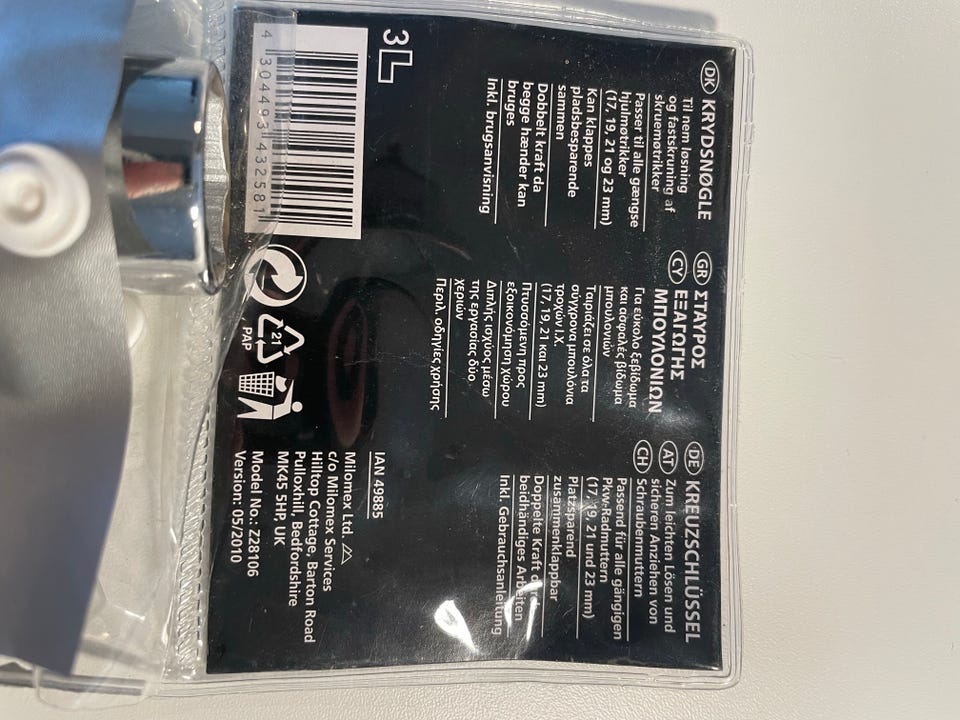 DK KRYDSNØGLE
Til nem løsning
og fastskruning af
skruemøtrikker
Passer til alle gængse
hjulmøtrikker
(17, 19, 21 og 23 mm)
Kan klappes
pladsbesparende
sammen
Dobbelt kraft da
begge hænder kan
bruges
Inkl. brugsanvisning
GR ΣΤΑΥΡΟΣ
CY ΕΞΑΓΩΓΗΣ
ΜΠΟΥΛΟΝΙΩΝ
Για εύκολο ξεβίδωμα
και ασφαλές βίδωμα
μπουλονιών
Ταιριάζει σε όλα τα
σύγχρονα μπουλόνια
τροχών Ι.Χ.
(17, 19, 21 και 23 mm)
Πτυσσόμενη προς
εξοικονόμηση χώρου
Διπλής ισχύος μέσω
της εργασίας δύο
χεριών
Περιλ. οδηγίες χρήσης
DE KREUZSCHLÜSSEL
AT Zum leichten Lösen und
CH sicheren Anziehen von
Schraubenmuttern
Passend für alle gängigen
Pkw-Radmuttern
(17, 19, 21 und 23 mm)
Platzsparend
zusammenklappbar
Doppelte Kraft
beidhändiges Arbeiten
Inkl. Gebrauchsanleitung
3L
4 304493 432581
21
PAP
IAN 49885
Milomex Ltd.
c/o Milomex Services
Hilltop Cottage, Barton Road
Pulloxhill, Bedfordshire
MK45 5HP, UK
Model No.: Z28106
Version: 05/2010